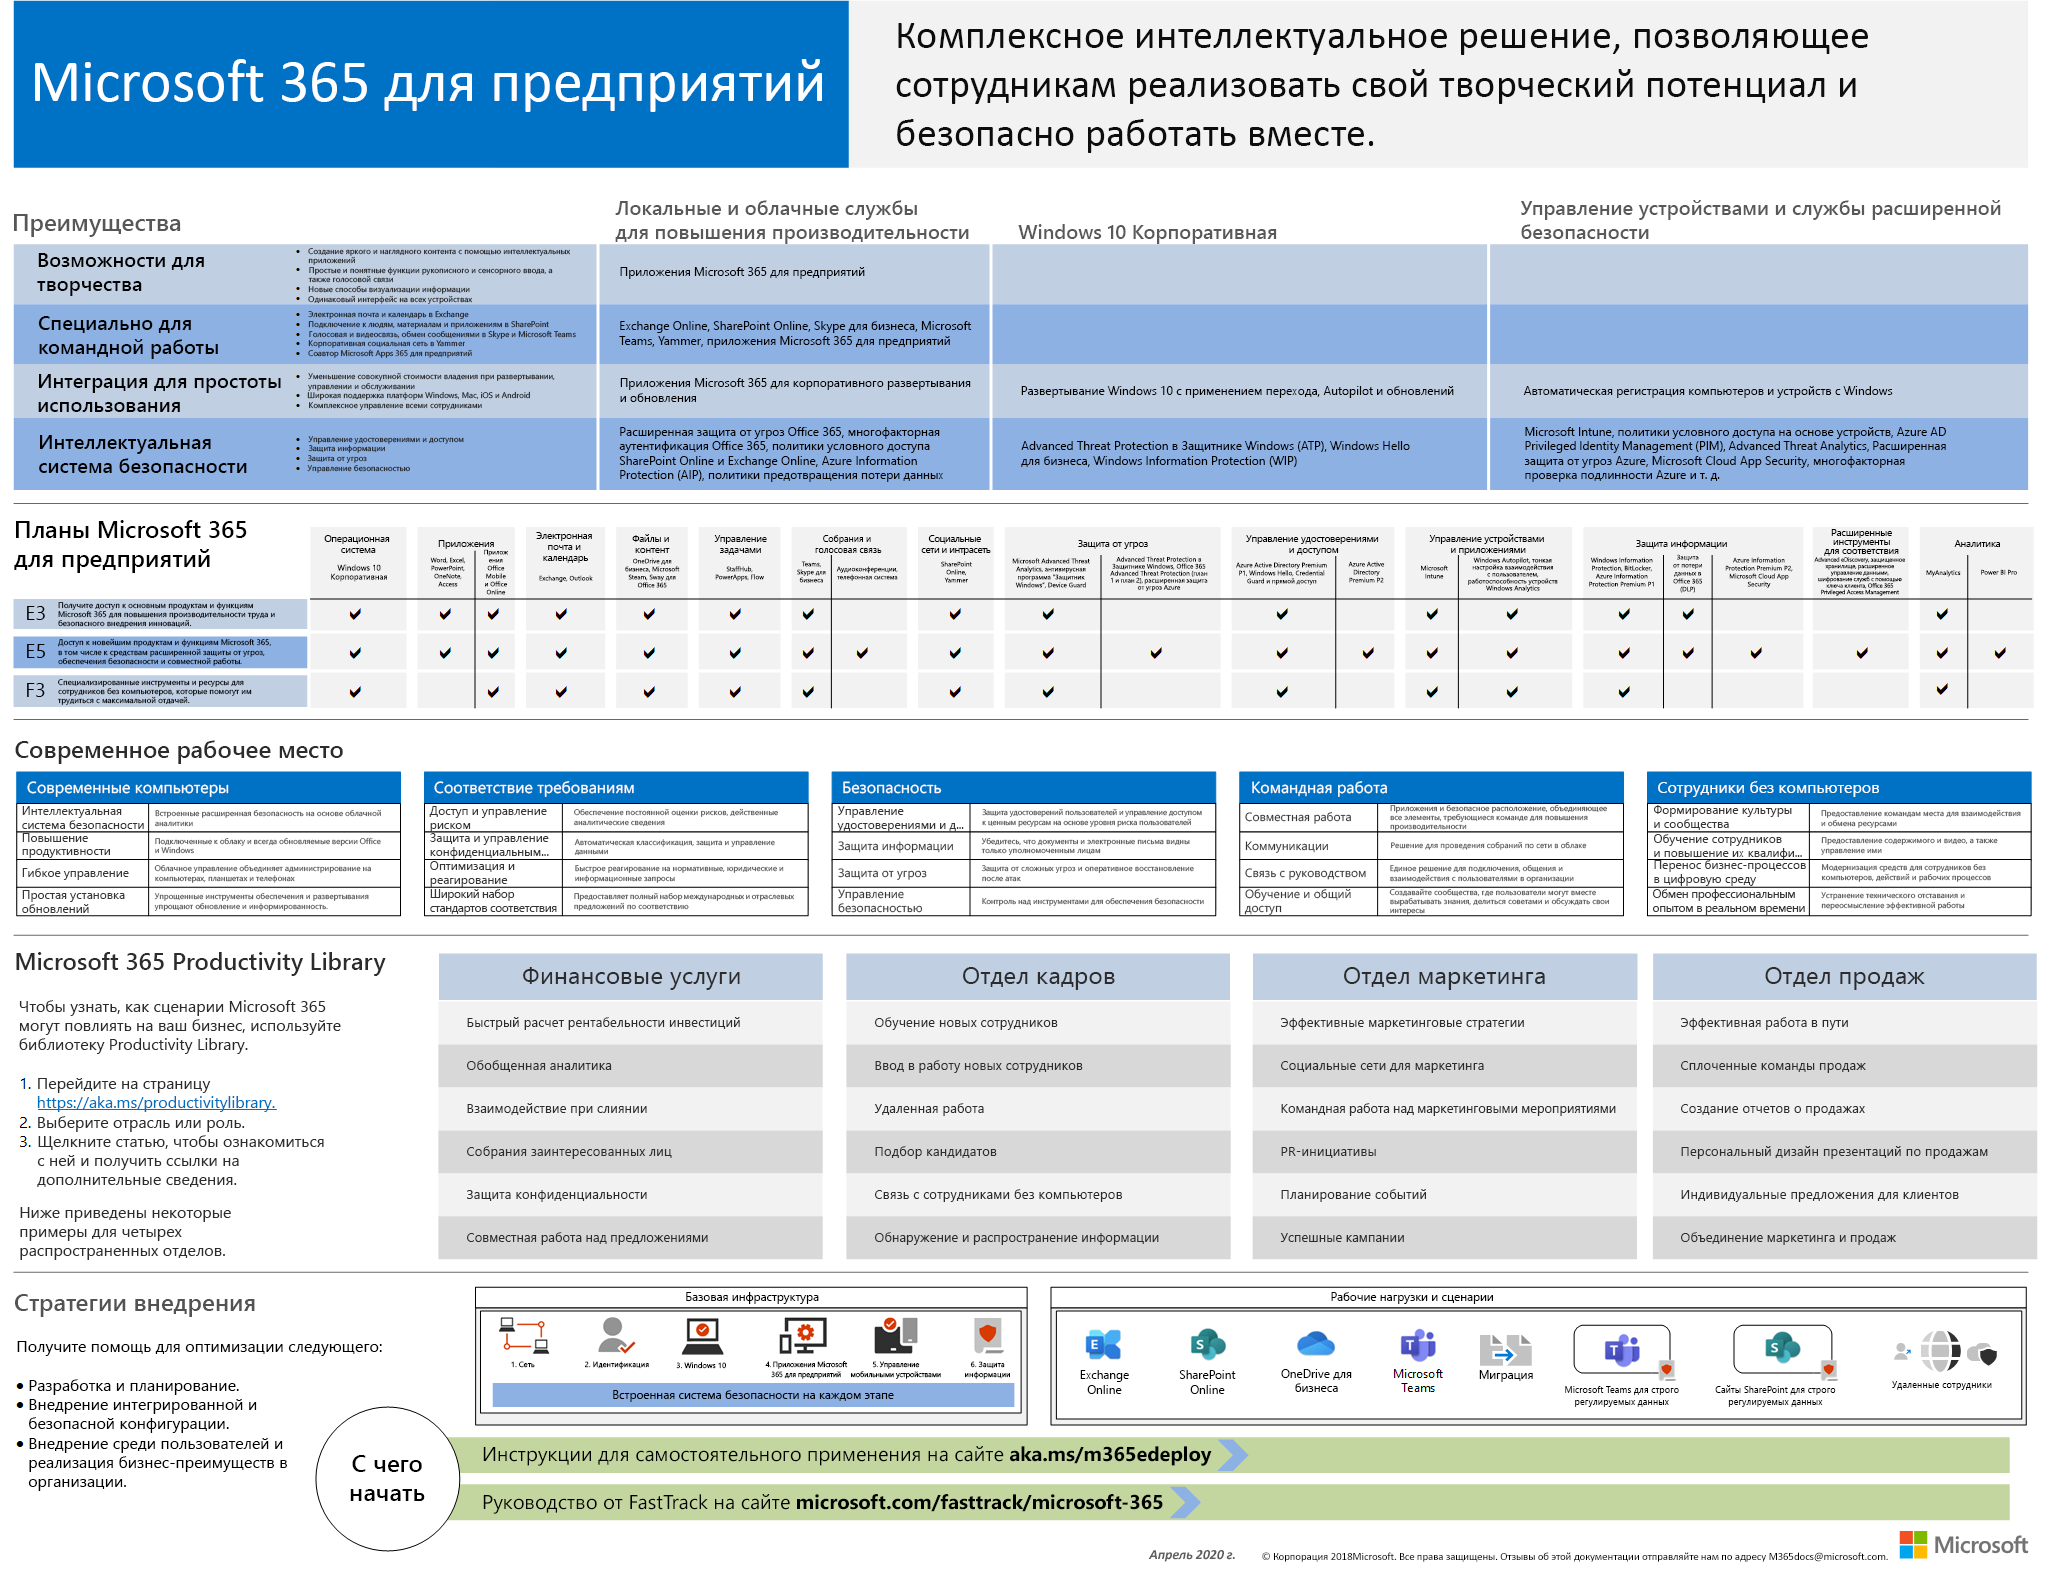 Microsoft 365 для предприятий
Комплексное интеллектуальное решение, позволяющее
сотрудникам реализовать свой творческий потенциал и
безопасно работать вместе.
Преимущества
Локальные и облачные службы
для повышения производительности
Windows 10 Корпоративная
Управление устройствами и службы расширенной
безопасности
Возможности для
творчества
• Создание яркого и наглядного контента с помощью интеллектуальных
приложений
• Простые и понятные функции рукописного и сенсорного ввода, а
также голосовой связи
• Новые способы визуализации информации
• Одинаковый интерфейс на всех устройствах
Приложения Microsoft 365 для предприятий
Специально для
командной работы
• Электронная почта и календарь в Exchange
• Подключение к людям, материалам и приложениям в SharePoint
• Голосовая и видеосвязь, обмен сообщениями в Skype и Microsoft Teams
• Корпоративная социальная сеть в Yammer
• Соавтор Microsoft Apps 365 для предприятий
Exchange Online, SharePoint Online, Skype для бизнеса, Microsoft
Teams, Yammer, приложения Microsoft 365 для предприятий
Интеграция для простоты
использования
• Уменьшение совокупной стоимости владения при развертывании,
управлении и обслуживании
• Широкая поддержка платформ Windows, Mac, iOS и Android
• Комплексное управление всеми сотрудниками
Приложения Microsoft 365 для корпоративного развертывания
и обновления
Развертывание Windows 10 с применением перехода, Autopilot и обновлений
Автоматическая регистрация компьютеров и устройств с Windows
Интеллектуальная
система безопасности
• Управление удостоверениями и доступом
• Защита информации
• Защита от угроз
• Управление безопасностью
Расширенная защита от угроз Office 365, многофакторная
аутентификация Office 365, политики условного доступа
SharePoint Online и Exchange Online, Azure Information
Protection (AIP), политики предотвращения потери данных
Advanced Threat Protection в Защитнике Windows (ATP), Windows Hello
для бизнеса, Windows Information Protection (WIP)
Microsoft Intune, политики условного доступа на основе устройств, Azure AD
Privileged Identity Management (PIM), Advanced Threat Analytics, Расширенная
защита от угроз Azure, Microsoft Cloud App Security, многофакторная
проверка подлинности Azure и т. д.
Планы Microsoft 365
для предприятий
Операционная
система
Windows 10
Корпоративная
Приложения
Word, Excel,
PowerPoint,
OneNote,
Access
Прилож
ения
Office
Mobile
и Office
Online
Электронная
почта и
календарь
Exchange, Outlook
Файлы и
контент
OneDrive для
бизнеса, Microsoft
Steam, Sway для
Office 365
Управление
задачами
StaffHub,
PowerApps, Flow
Собрания и
голосовая связь
Teams,
Skype для
бизнеса
Аудиоконференции,
телефонная система
Социальные
сети и интрасеть
SharePoint
Online,
Yammer
Защита от угроз
Microsoft Advanced Threat
Analytics, антивирусная
программа "Защитник
Windows", Device Guard
Advanced Threat Protection в
Защитнике Windows, Office 365
Advanced Threat Protection (план
1 и план 2), расширенная защита
от угроз Azure
Управление удостоверениями
и доступом
Azure Active Directory Premium
P1, Windows Hello, Credential
Guard и прямой доступ
Azure Active
Directory
Premium P2
Управление устройствами
и приложениями
Microsoft
Intune
Windows Autopilot, тонкая
настройка взаимодействия
с пользователем,
работоспособность устройств
Windows Analytics
Защита информации
Windows Information
Protection, BitLocker,
Azure Information
Protection Premium P1
Защита
от потери
данных в
Office 365
(DLP)
Azure Information
Protection Premium P2,
Microsoft Cloud App
Security
Расширенные
инструменты
для соответствия
Advanced eDiscovery, защищенное
хранилище, расширенное
управление данными,
шифрование служб с помощью
ключа клиента, Office 365
Privileged Access Management
Аналитика
MyAnalytics
Power BI Pro
E3
Получите доступ к основным продуктам и функциям
Microsoft 365 для повышения производительности труда и
безопасного внедрения инноваций.
E5
Доступ к новейшим продуктам и функциям Microsoft 365,
в том числе к средствам расширенной защиты от угроз,
обеспечения безопасности и совместной работы.
F3
Специализированные инструменты и ресурсы для
сотрудников без компьютеров, которые помогут им
трудиться с максимальной отдачей.
Современное рабочее место
Современные компьютеры
Интеллектуальная
система безопасности
Встроенные расширенная безопасность на основе облачной
аналитики
Повышение
продуктивности
Подключенные к облаку и всегда обновляемые версии Office
и Windows
Гибкое управление
Облачное управление объединяет администрирование на
компьютерах, планшетах и телефонах
Простая установка
обновлений
Упрощенные инструменты обеспечения и развертывания
упрощают обновление и информированность.
Соответствие требованиям
Доступ и управление
риском
Обеспечение постоянной оценки рисков, действенные
аналитические сведения
Защита и управление
конфиденциальным...
Автоматическая классификация, защита и управление
данными
Оптимизация и
реагирование
Быстрое реагирование на нормативные, юридические и
информационные запросы
Широкий набор
стандартов соответствия
Предоставляет полный набор международных и отраслевых
предложений по соответствию
Безопасность
Управление
удостоверениями и д...
Защита удостоверений пользователей и управление доступом
к ценным ресурсам на основе уровня риска пользователей
Защита информации
Убедитесь, что документы и электронные письма видны
только уполномоченным лицам
Защита от угроз
Защита от сложных угроз и оперативное восстановление
после атак
Управление
безопасностью
Контроль над инструментами для обеспечения безопасности
Командная работа
Совместная работа
Приложения и безопасное расположение, объединяющее
все элементы, требующиеся команде для повышения
производительности
Коммуникации
Решение для проведения собраний по сети в облаке
Связь с руководством
Единое решение для подключения, общения и
взаимодействия с пользователями в организации
Обучение и общий
доступ
Создавайте сообщества, где пользователи могут вместе
вырабатывать знания, делиться советами и обсуждать свои
интересы
Сотрудники без компьютеров
Формирование культуры
и сообщества
Предоставление командам места для взаимодействия
и обмена ресурсами
Обучение сотрудников
и повышение их квалифи...
Предоставление содержимого и видео, а также
управление ими
Перенос бизнес-процессов
в цифровую среду
Модернизация средств для сотрудников без
компьютеров, действий и рабочих процессов
Обмен профессиональным
опытом в реальном времени
Устранение технического отставания и
переосмысление эффективной работы
Microsoft 365 Productivity Library
Чтобы узнать, как сценарии Microsoft 365
могут повлиять на ваш бизнес, используйте
библиотеку Productivity Library.
1. Перейдите на страницу
https://aka.ms/productivitylibrary.
2. Выберите отрасль или роль.
3. Щелкните статью, чтобы ознакомиться
с ней и получить ссылки на
дополнительные сведения.
Ниже приведены некоторые
примеры для четырех
распространенных отделов.
Финансовые услуги
Быстрый расчет рентабельности инвестиций
Обобщенная аналитика
Взаимодействие при слиянии
Собрания заинтересованных лиц
Защита конфиденциальности
Совместная работа над предложениями
Отдел кадров
Обучение новых сотрудников
Ввод в работу новых сотрудников
Удаленная работа
Подбор кандидатов
Связь с сотрудниками без компьютеров
Обнаружение и распространение информации
Отдел маркетинга
Эффективные маркетинговые стратегии
Социальные сети для маркетинга
Командная работа над маркетинговыми мероприятиями
PR-инициативы
Планирование событий
Успешные кампании
Отдел продаж
Эффективная работа в пути
Сплоченные команды продаж
Создание отчетов о продажах
Персональный дизайн презентаций по продажам
Индивидуальные предложения для клиентов
Объединение маркетинга и продаж
Стратегии внедрения
Получите помощь для оптимизации следующего:
• Разработка и планирование.
• Внедрение интегрированной и
безопасной конфигурации.
• Внедрение среди пользователей и
реализация бизнес-преимуществ в
организации.
Базовая инфраструктура
1. Сеть
2. Идентификация
3. Windows 10
4. Приложения Microsoft
365 для предприятий
5. Управление
мобильными устройствами
6. Защита
информации
Встроенная система безопасности на каждом этапе
Рабочие нагрузки и сценарии
Exchange
Online
SharePoint
Online
OneDrive для
бизнеса
Microsoft
Teams
Миграция
Microsoft Teams для строго
регулируемых данных
Сайты SharePoint для строго
регулируемых данных
Удаленные сотрудники
С чего
начать
Инструкции для самостоятельного применения на сайте aka.ms/m365edeploy
Руководство от FastTrack на сайте microsoft.com/fasttrack/microsoft-365
Апрель 2020 г.
© Корпорация 2018Microsoft. Все права защищены. Отзывы об этой документации отправляйте нам по адресу M365docs@microsoft.com.
Microsoft